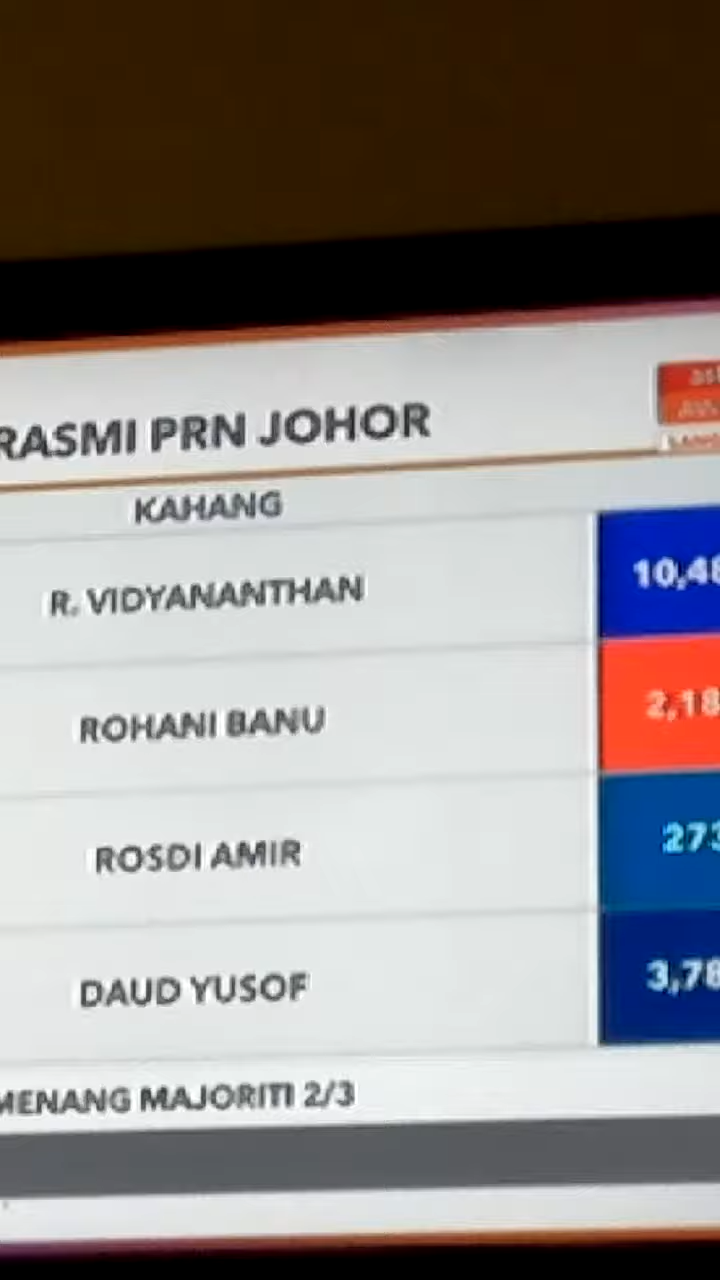 RASMI PRN JOHOR
KAHANG
R. VIDYANANTHAN 10,48
ROHANI BANU 2,18
ROSDI AMIR 273
DAUD YUSOF 3,78
MENANG MAJORITI 2/3